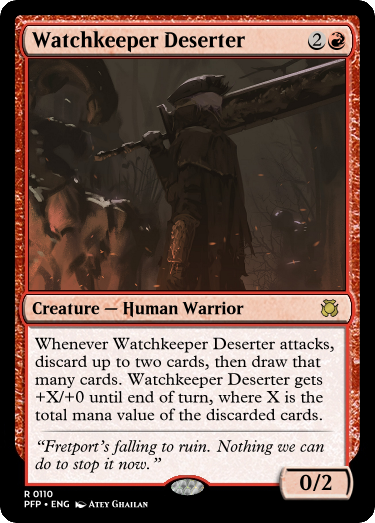 Watchkeeper Deserter 2
Creature — Human Warrior
Whenever Watchkeeper Deserter attacks,
discard up to two cards, then draw that
many cards. Watchkeeper Deserter gets
+X/+0 until end of turn, where X is the
total mana value of the discarded cards.
“Fretport’s falling to ruin. Nothing we can
do to stop it now.”
0/2
R 0110
PFP • ENG Atey Ghailan